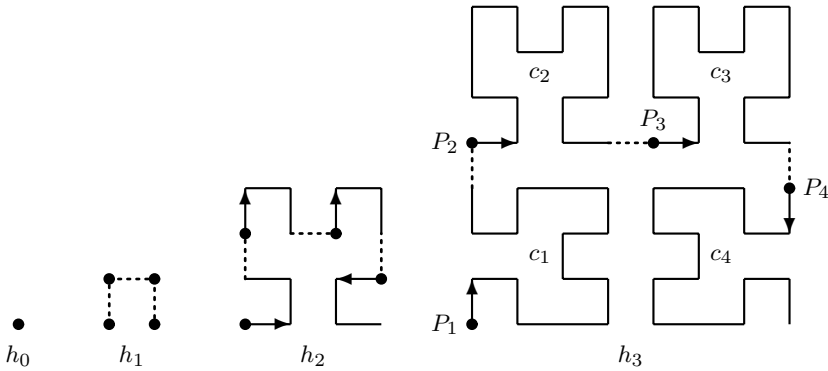 c₂ c₃
P₂ P₃
P₄
c₁ c₄
P₁
h₀ h₁ h₂ h₃